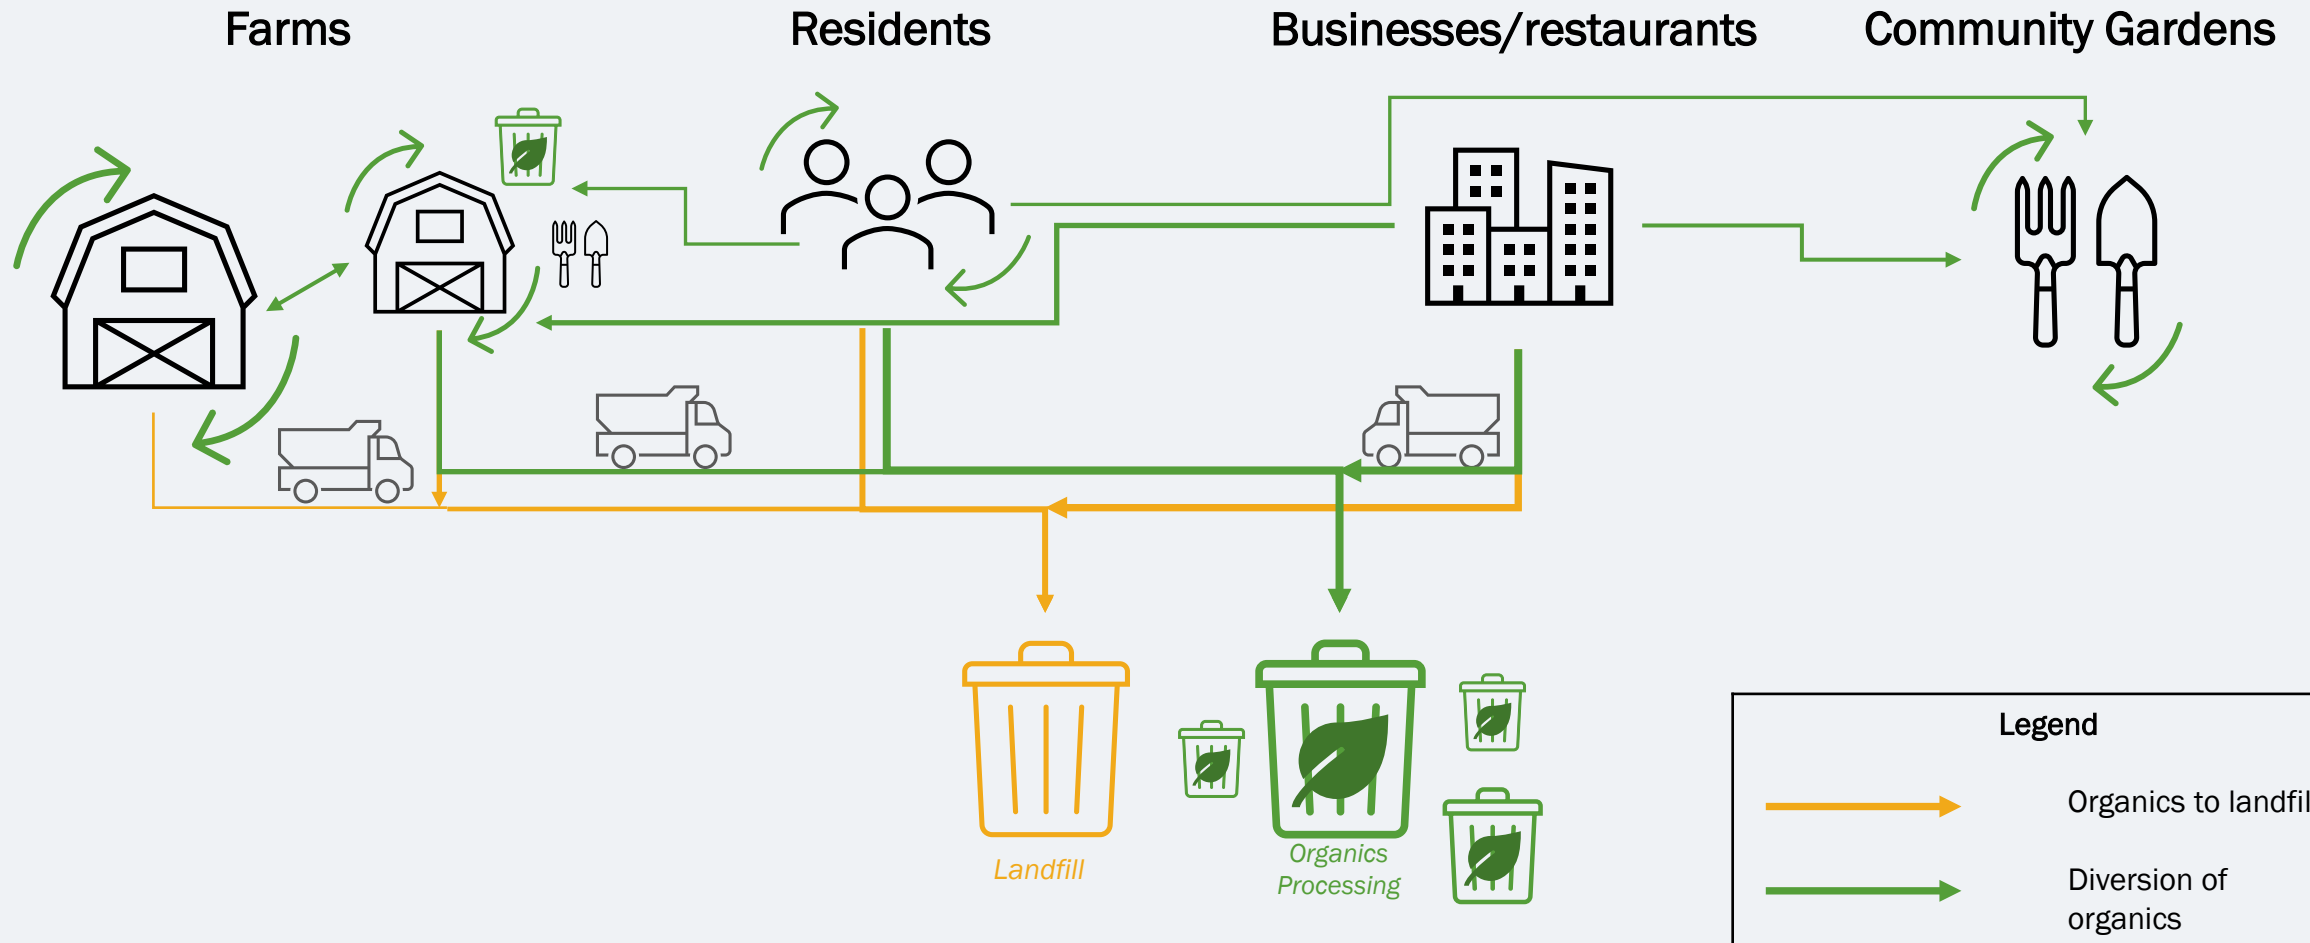 Farms
Residents
Businesses/restaurants
Community Gardens
Landfill
Organics
Processing
Legend
Organics to landfil
Diversion of
organics